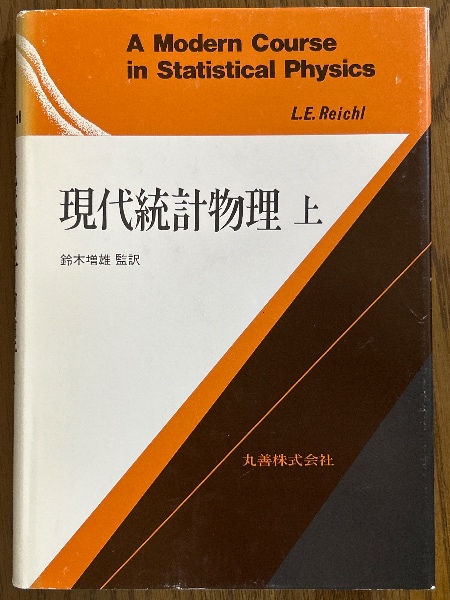 A Modern Course
in Statistical Physics
L.E. Reichl
現代統計物理 上
鈴木増雄 監訳
丸善株式会社